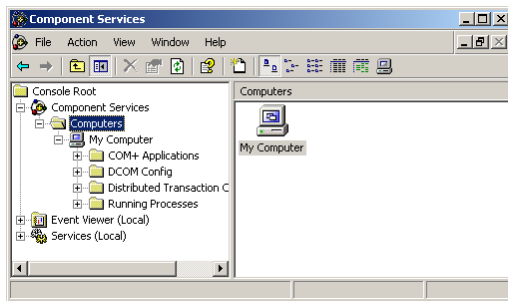 Component Services
File Action View Window Help
Console Root
Component Services
Computers
My Computer
COM+ Applications
DCOM Config
Distributed Transaction C
Running Processes
Event Viewer (Local)
Services (Local)
Computers
My Computer